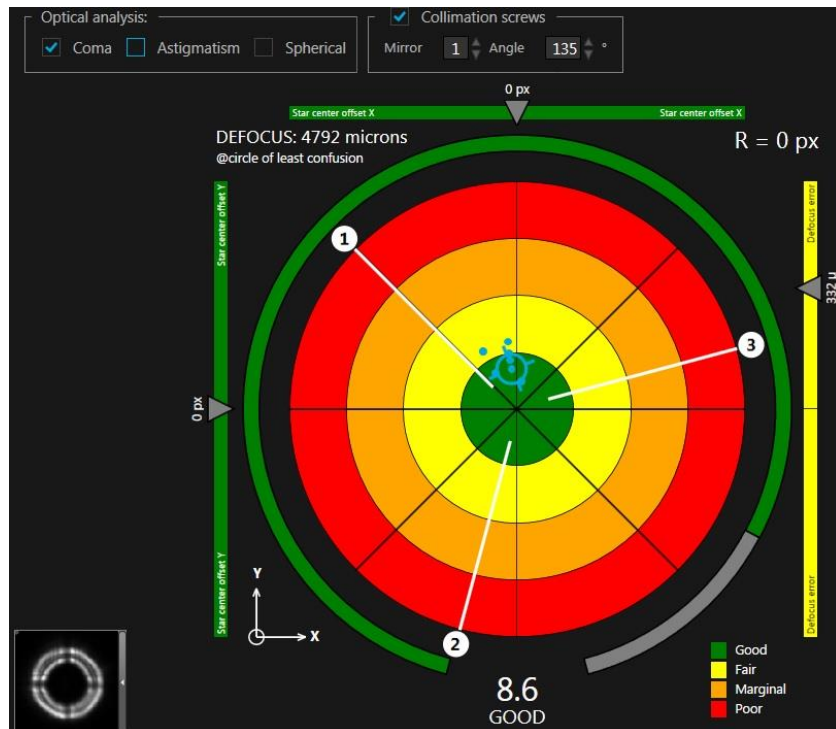 Optical analysis:
Coma
Astigmatism
Spherical
Collimation screws
Mirror 1 Angle 135 °
0 px
Star center offset X
Star center offset X
DEFOCUS: 4792 microns
@circle of least confusion
R = 0 px
Star center offset Y
Defocus error
1
332 µ
3
0 px
Star center offset Y
Defocus error
Y
X
2
8.6
GOOD
Good
Fair
Marginal
Poor